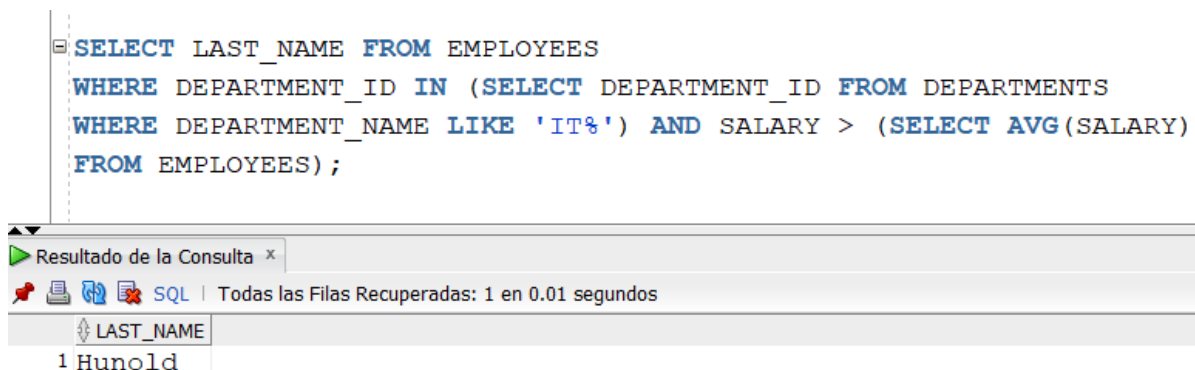 SELECT LAST_NAME FROM EMPLOYEES
WHERE DEPARTMENT_ID IN (SELECT DEPARTMENT_ID FROM DEPARTMENTS
WHERE DEPARTMENT_NAME LIKE 'IT%') AND SALARY > (SELECT AVG(SALARY)
FROM EMPLOYEES);
Resultado de la Consulta x
SQL | Todas las Filas Recuperadas: 1 en 0.01 segundos
LAST_NAME
1 Hunold